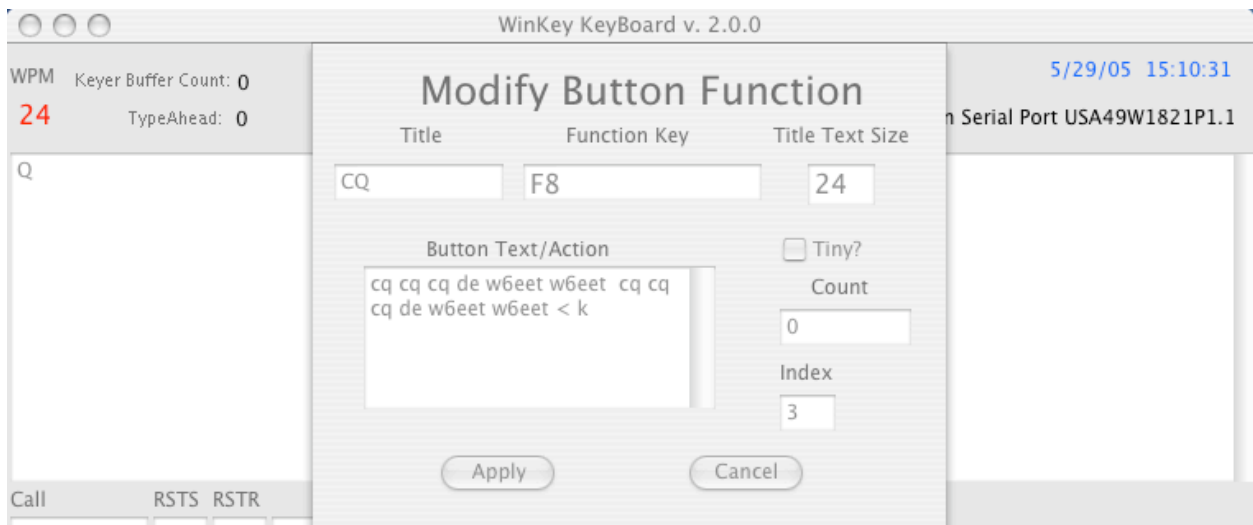 WinKey KeyBoard v. 2.0.0
WPM Keyer Buffer Count: 0
24 TypeAhead: 0
5/29/05 15:10:31
n Serial Port USA49W1821P1.1
Q
Modify Button Function
Title Function Key Title Text Size
CQ F8 24
Button Text/Action
Tiny?
cq cq cq de w6eet w6eet  cq cq
cq de w6eet w6eet < k
Count
0
Index
3
Apply Cancel
Call RSTS RSTR